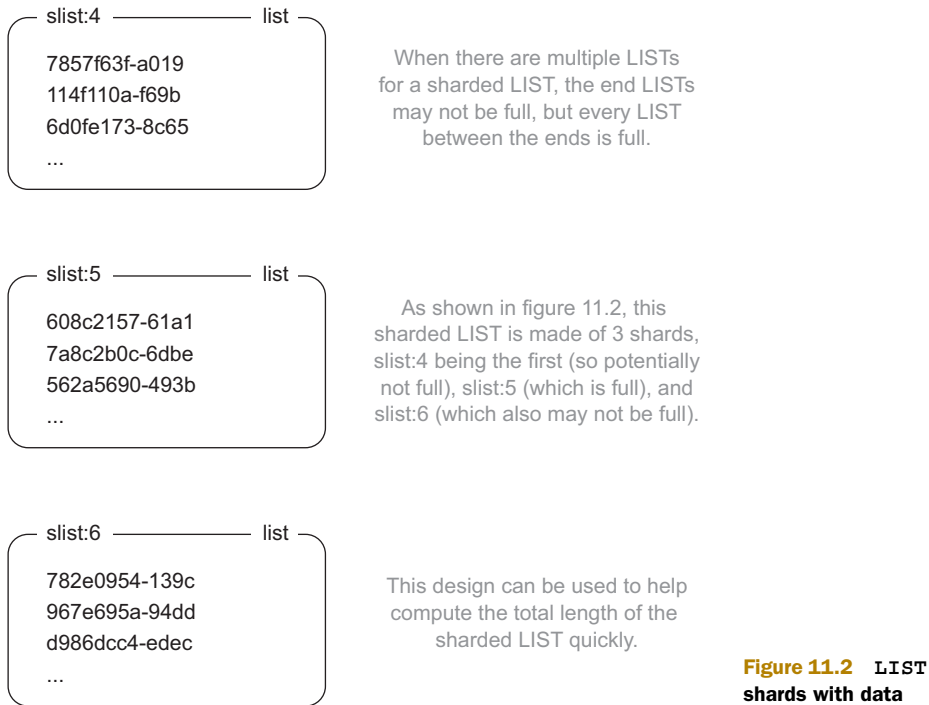 slist:4 list
7857f63f-a019
114f110a-f69b
6d0fe173-8c65
...
When there are multiple LISTs
for a sharded LIST, the end LISTs
may not be full, but every LIST
between the ends is full.
slist:5 list
608c2157-61a1
7a8c2b0c-6dbe
562a5690-493b
...
As shown in figure 11.2, this
sharded LIST is made of 3 shards,
slist:4 being the first (so potentially
not full), slist:5 (which is full), and
slist:6 (which also may not be full).
slist:6 list
782e0954-139c
967e695a-94dd
d986dcc4-edec
...
This design can be used to help
compute the total length of the
sharded LIST quickly.
Figure 11.2 LIST
shards with data